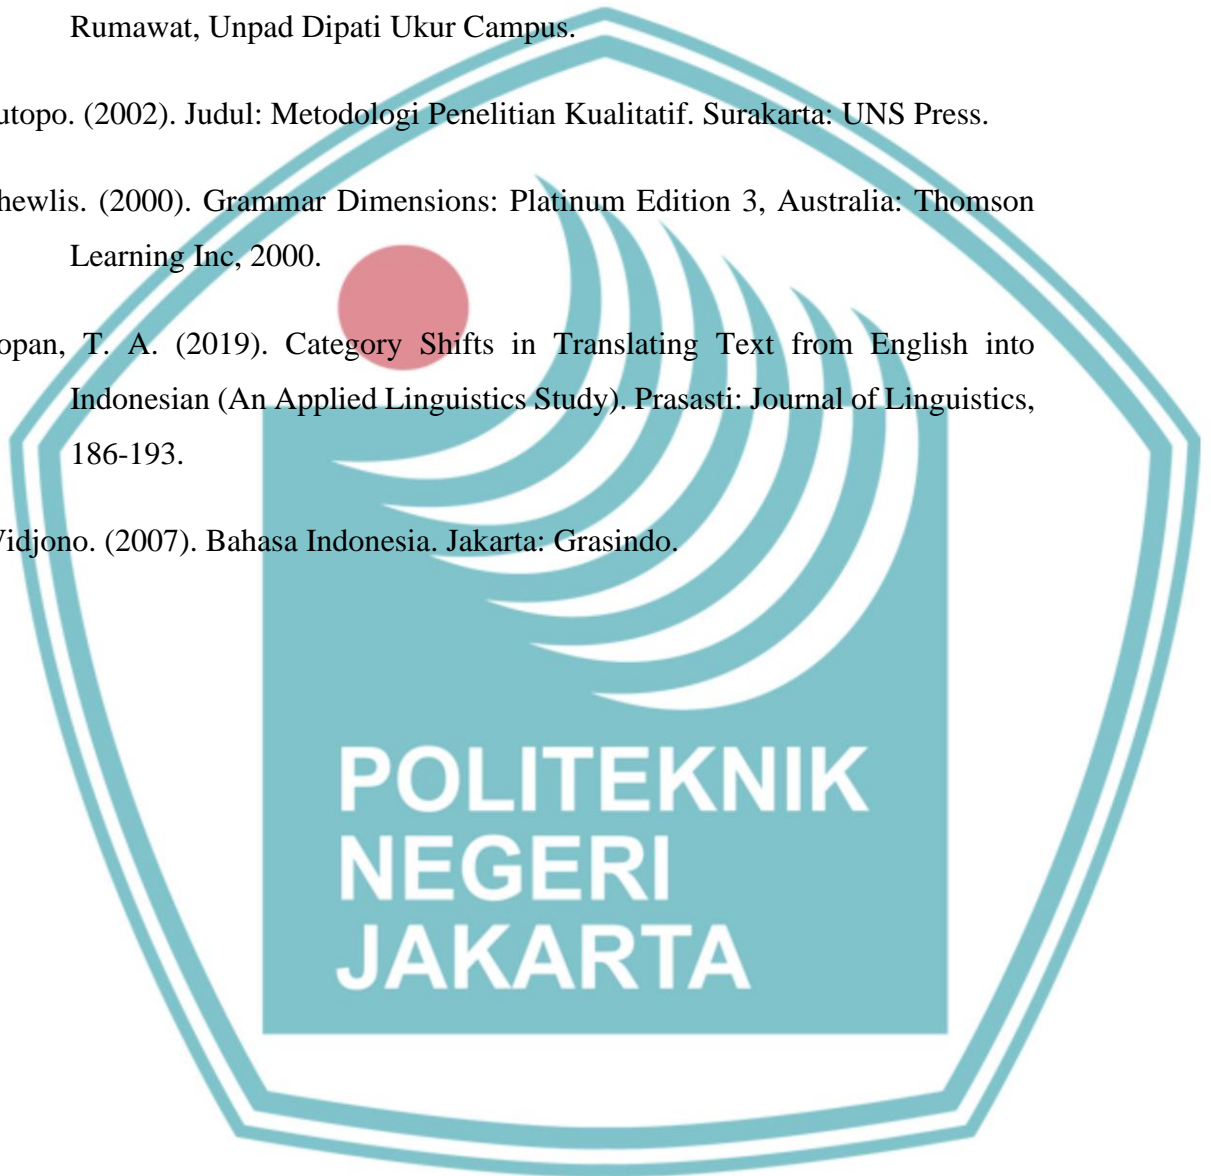 Rumawat, Unpad Dipati Ukur Campus.
utopo. (2002). Judul: Metodologi Penelitian Kualitatif. Surakarta: UNS Press.
hewlis. (2000). Grammar Dimensions: Platinum Edition 3, Australia: Thomson
Learning Inc, 2000.
opan, T. A. (2019). Category Shifts in Translating Text from English into
Indonesian (An Applied Linguistics Study). Prasasti: Journal of Linguistics,
186-193.
Vidjono. (2007). Bahasa Indonesia. Jakarta: Grasindo.
POLITEKNIK
NEGERI
JAKARTA